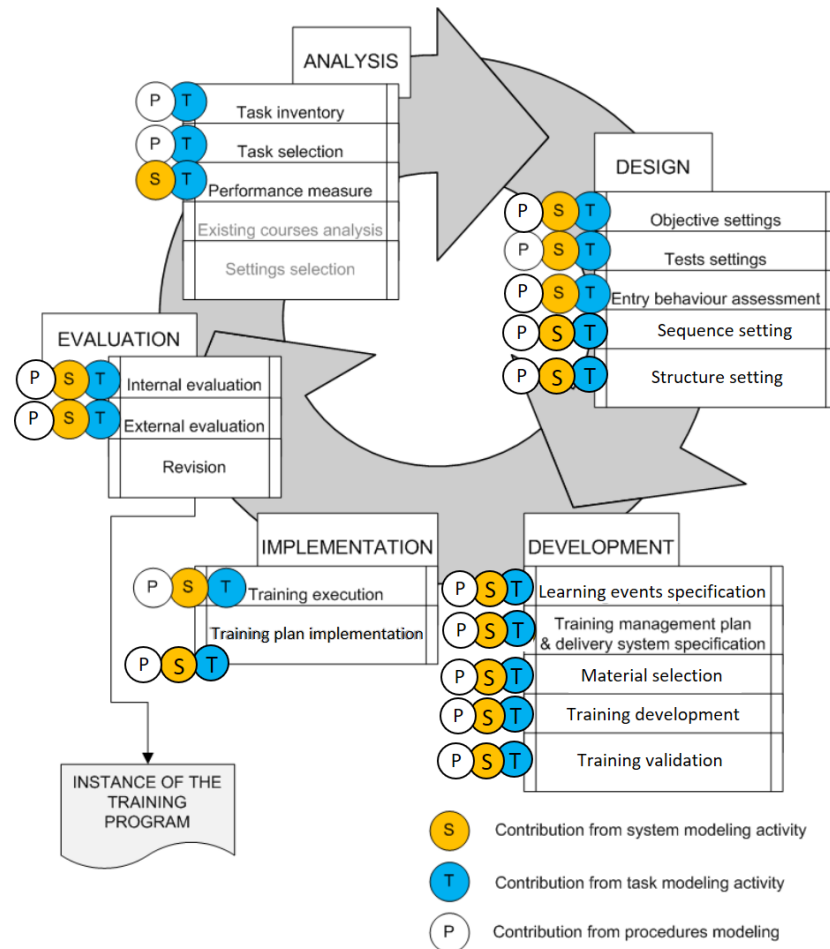 ANALYSIS
P T Task inventory
P T Task selection
S T Performance measure
Existing courses analysis
Settings selection
DESIGN
P S T Objective settings
P S T Tests settings
P S T Entry behaviour assessment
P S T Sequence setting
P S T Structure setting
EVALUATION
P S T Internal evaluation
P S T External evaluation
Revision
IMPLEMENTATION
P S T Training execution
Training plan implementation
P S T
DEVELOPMENT
P S T Learning events specification
P S T Training management plan
& delivery system specification
P S T Material selection
P S T Training development
P S T Training validation
INSTANCE OF THE
TRAINING
PROGRAM
S Contribution from system modeling activity
T Contribution from task modeling activity
P Contribution from procedures modeling